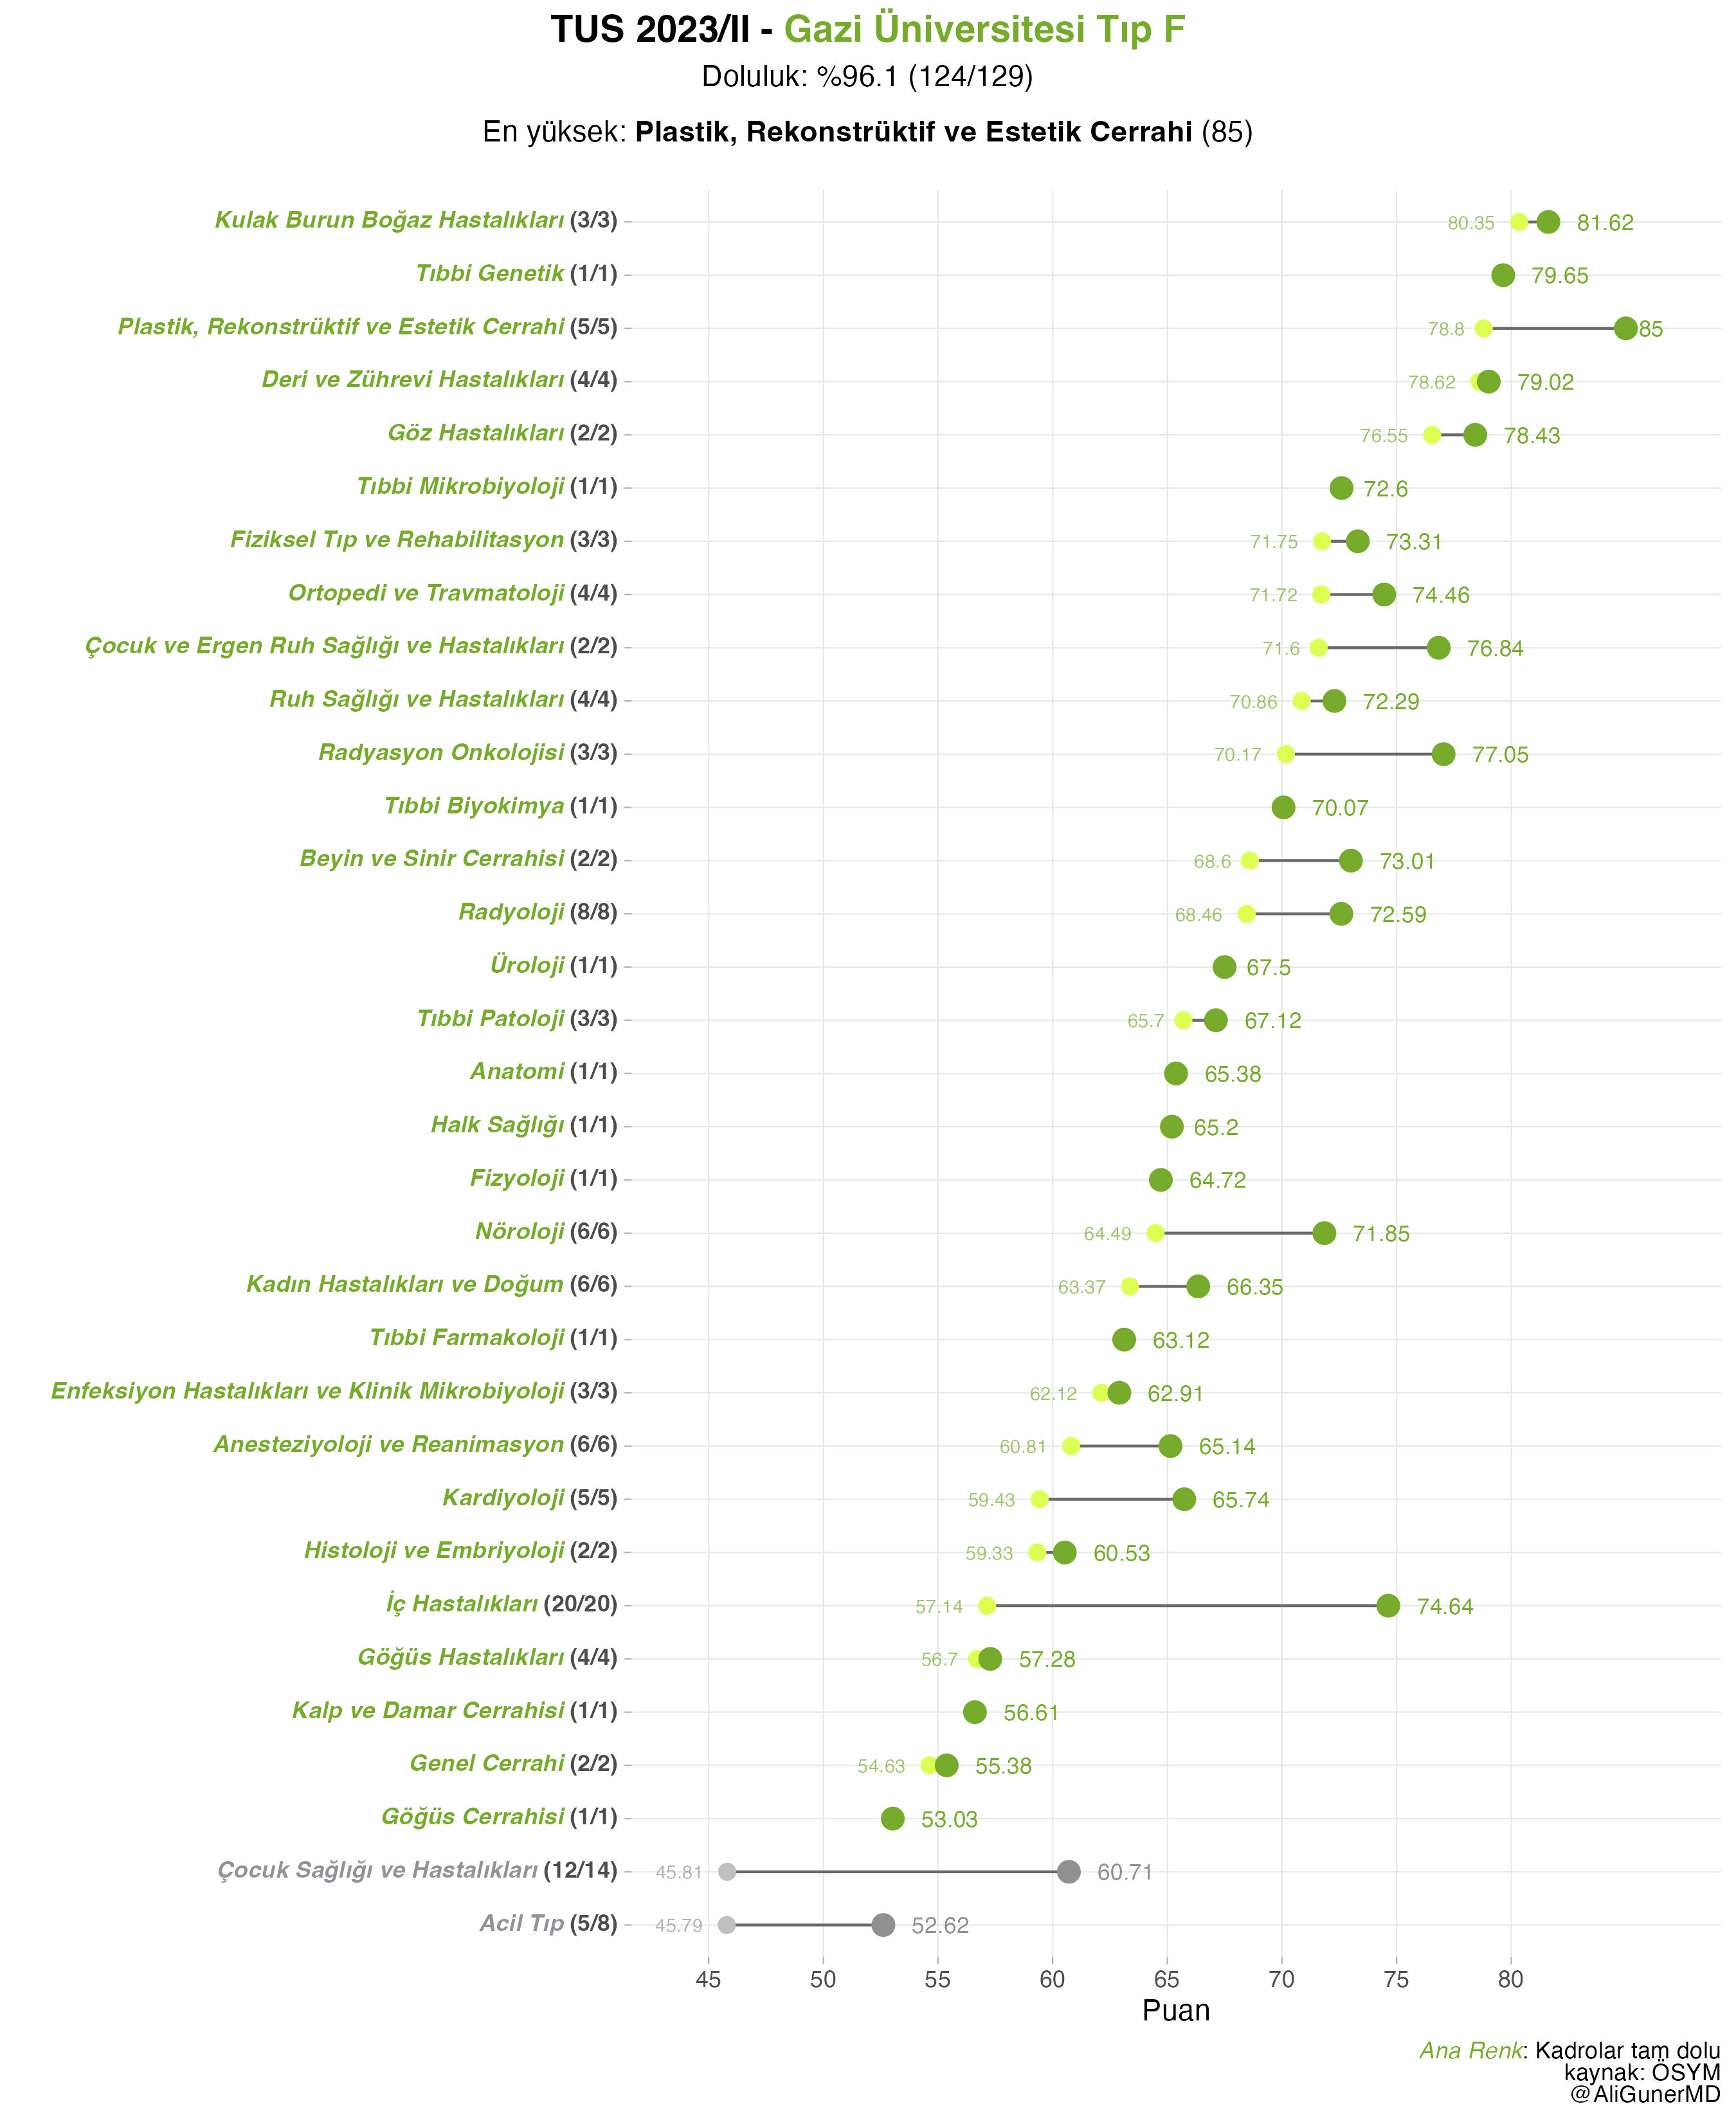 TUS 2023/II - Gazi Üniversitesi Tıp F
Doluluk: %96.1 (124/129)
En yüksek: Plastik, Rekonstrüktif ve Estetik Cerrahi (85)
Kulak Burun Boğaz Hastalıkları (3/3) 80.35 81.62
Tıbbi Genetik (1/1) 79.65
Plastik, Rekonstrüktif ve Estetik Cerrahi (5/5) 78.8 85
Deri ve Zührevi Hastalıkları (4/4) 78.62 79.02
Göz Hastalıkları (2/2) 76.55 78.43
Tıbbi Mikrobiyoloji (1/1) 72.6
Fiziksel Tıp ve Rehabilitasyon (3/3) 71.75 73.31
Ortopedi ve Travmatoloji (4/4) 71.72 74.46
Çocuk ve Ergen Ruh Sağlığı ve Hastalıkları (2/2) 71.6 76.84
Ruh Sağlığı ve Hastalıkları (4/4) 70.86 72.29
Radyasyon Onkolojisi (3/3) 70.17 77.05
Tıbbi Biyokimya (1/1) 70.07
Beyin ve Sinir Cerrahisi (2/2) 68.6 73.01
Radyoloji (8/8) 68.46 72.59
Üroloji (1/1) 67.5
Tıbbi Patoloji (3/3) 65.7 67.12
Anatomi (1/1) 65.38
Halk Sağlığı (1/1) 65.2
Fizyoloji (1/1) 64.72
Nöroloji (6/6) 64.49 71.85
Kadın Hastalıkları ve Doğum (6/6) 63.37 66.35
Tıbbi Farmakoloji (1/1) 63.12
Enfeksiyon Hastalıkları ve Klinik Mikrobiyoloji (3/3) 62.12 62.91
Anesteziyoloji ve Reanimasyon (6/6) 60.81 65.14
Kardiyoloji (5/5) 59.43 65.74
Histoloji ve Embriyoloji (2/2) 59.33 60.53
İç Hastalıkları (20/20) 57.14 74.64
Göğüs Hastalıkları (4/4) 56.7 57.28
Kalp ve Damar Cerrahisi (1/1) 56.61
Genel Cerrahi (2/2) 54.63 55.38
Göğüs Cerrahisi (1/1) 53.03
Çocuk Sağlığı ve Hastalıkları (12/14) 45.81 60.71
Acil Tıp (5/8) 45.79 52.62
45 50 55 60 65 70 75 80
Puan
Ana Renk: Kadrolar tam dolu
kaynak: ÖSYM
@AliGunerMD